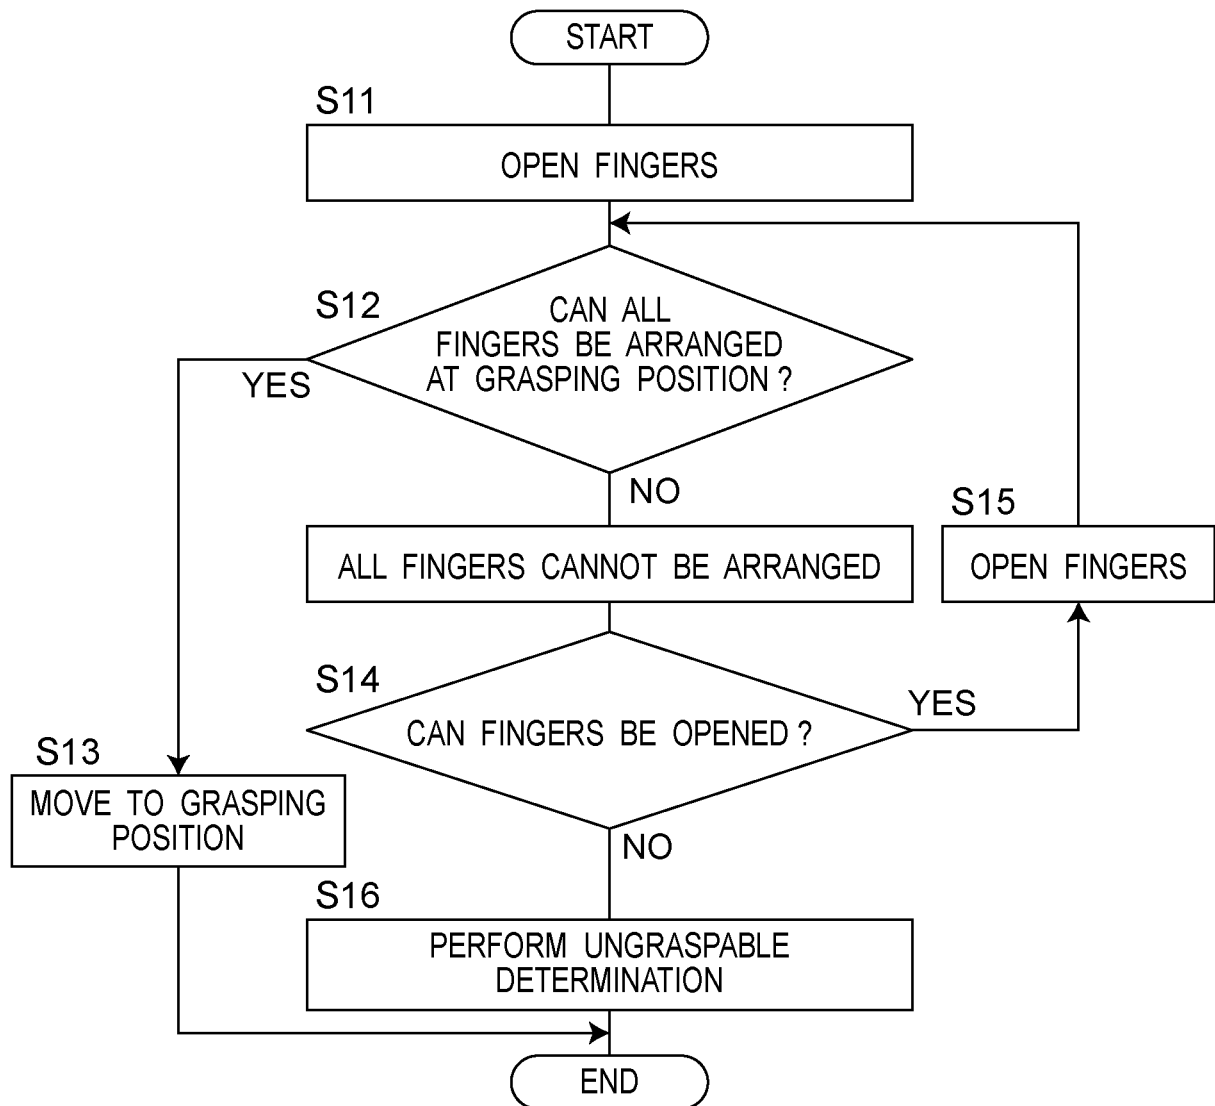 START
S11
OPEN FINGERS
S12
CAN ALL
FINGERS BE ARRANGED
AT GRASPING POSITION ?
YES
NO
S15
ALL FINGERS CANNOT BE ARRANGED
OPEN FINGERS
S14
YES
CAN FINGERS BE OPENED ?
S13
MOVE TO GRASPING
POSITION
NO
S16
PERFORM UNGRASPABLE
DETERMINATION
END